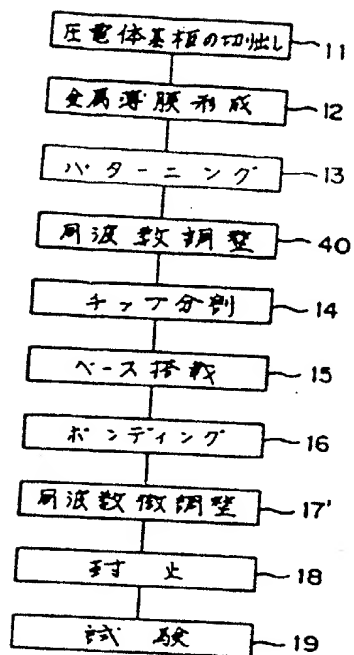 圧電体基板の切出し 11
金属薄膜形成 12
パターニング 13
周波数調整 40
チップ分割 14
ベース搭載 15
ボンディング 16
周波数微調整 17'
封止 18
試験 19